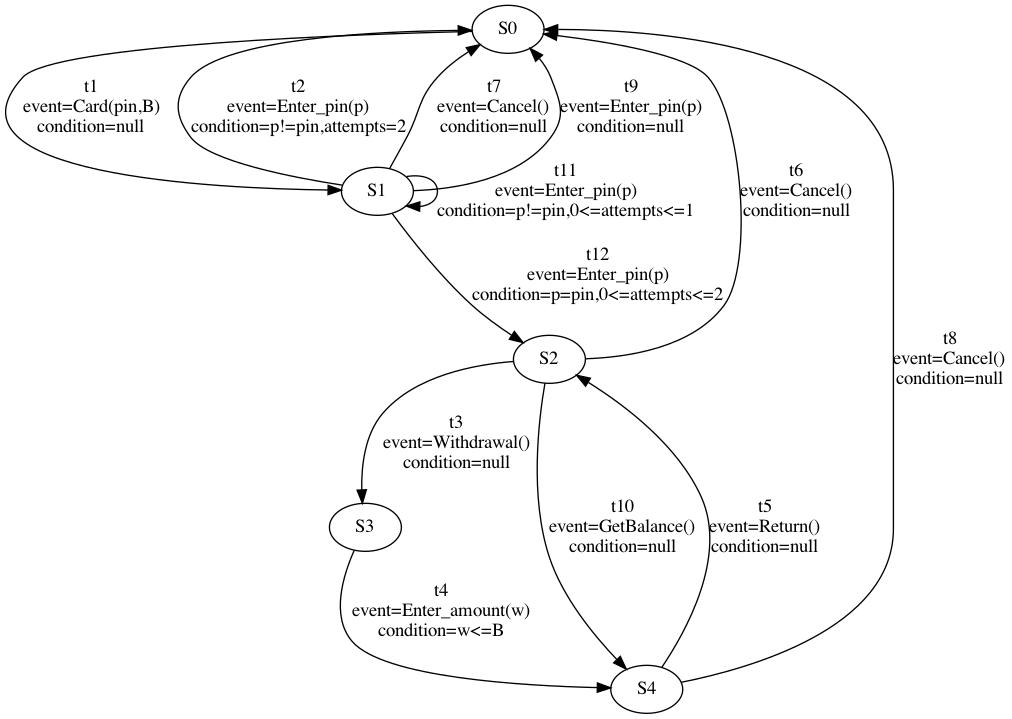 S0
t1
event=Card(pin,B)
condition=null
t2
event=Enter_pin(p)
condition=p!=pin,attempts=2
t7
event=Cancel()
condition=null
t9
event=Enter_pin(p)
condition=null
S1
t11
event=Enter_pin(p)
condition=p!=pin,0<=attempts<=1
t6
event=Cancel()
condition=null
t12
event=Enter_pin(p)
condition=p=pin,0<=attempts<=2
S2
t8
event=Cancel()
condition=null
t3
event=Withdrawal()
condition=null
S3
t10
event=GetBalance()
condition=null
t5
event=Return()
condition=null
t4
event=Enter_amount(w)
condition=w<=B
S4